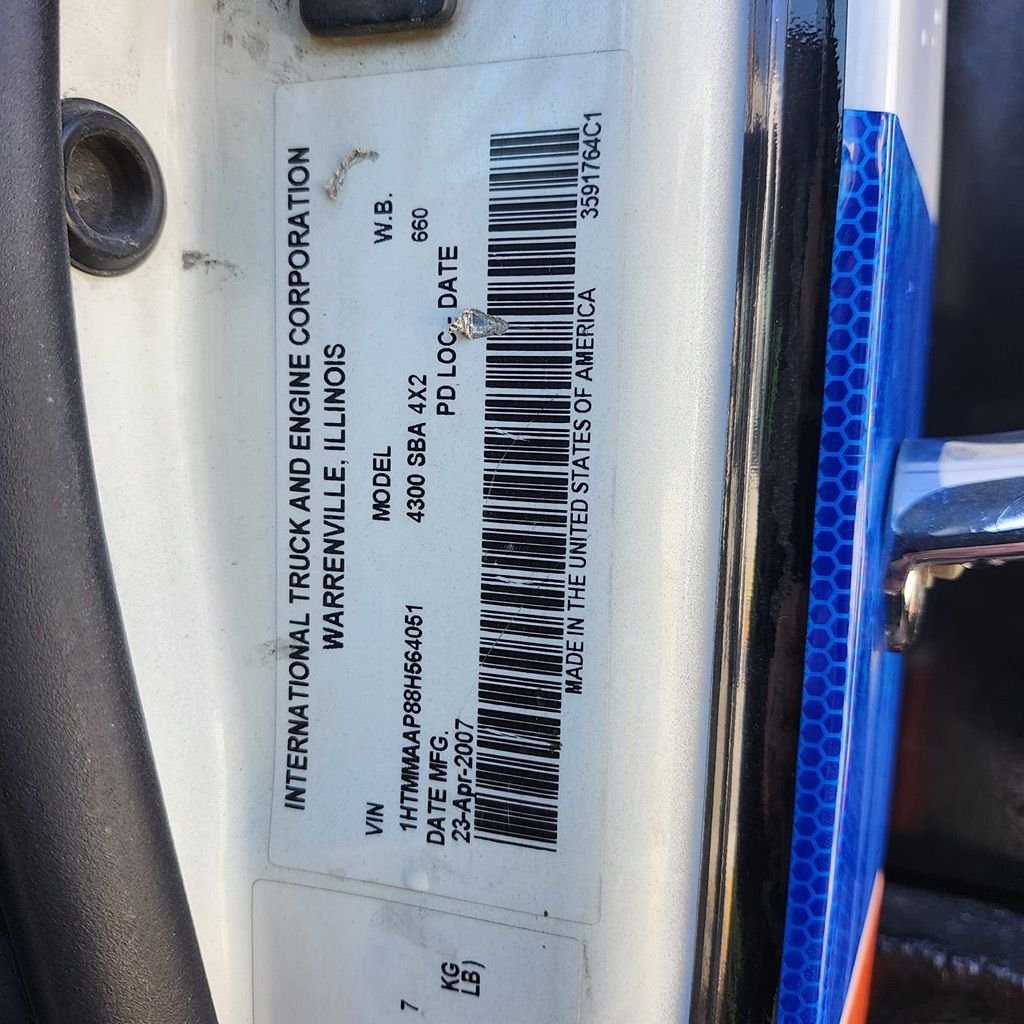 INTERNATIONAL TRUCK AND ENGINE CORPORATION
WARRENVILLE, ILLINOIS
VIN MODEL W.B.
1HTMMAAP88H564051 4300 SBA 4X2 660
DATE MFG. PD, LOC.- DATE
23-Apr-2007
MADE IN THE UNITED STATES OF AMERICA 3591764C1
7
KG
LB)